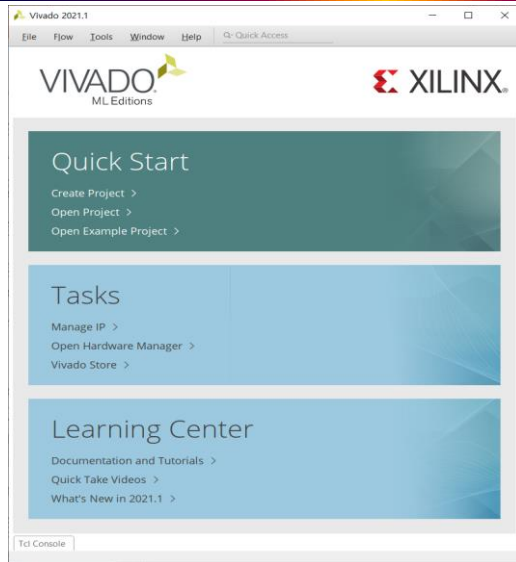 Vivado 2021.1
File Flow Tools Window Help Q- Quick Access
VIVADO
ML Editions
XILINX
Quick Start
Create Project >
Open Project >
Open Example Project >
Tasks
Manage IP >
Open Hardware Manager >
Vivado Store >
Learning Center
Documentation and Tutorials >
Quick Take Videos >
What's New in 2021.1 >
Tcl Console